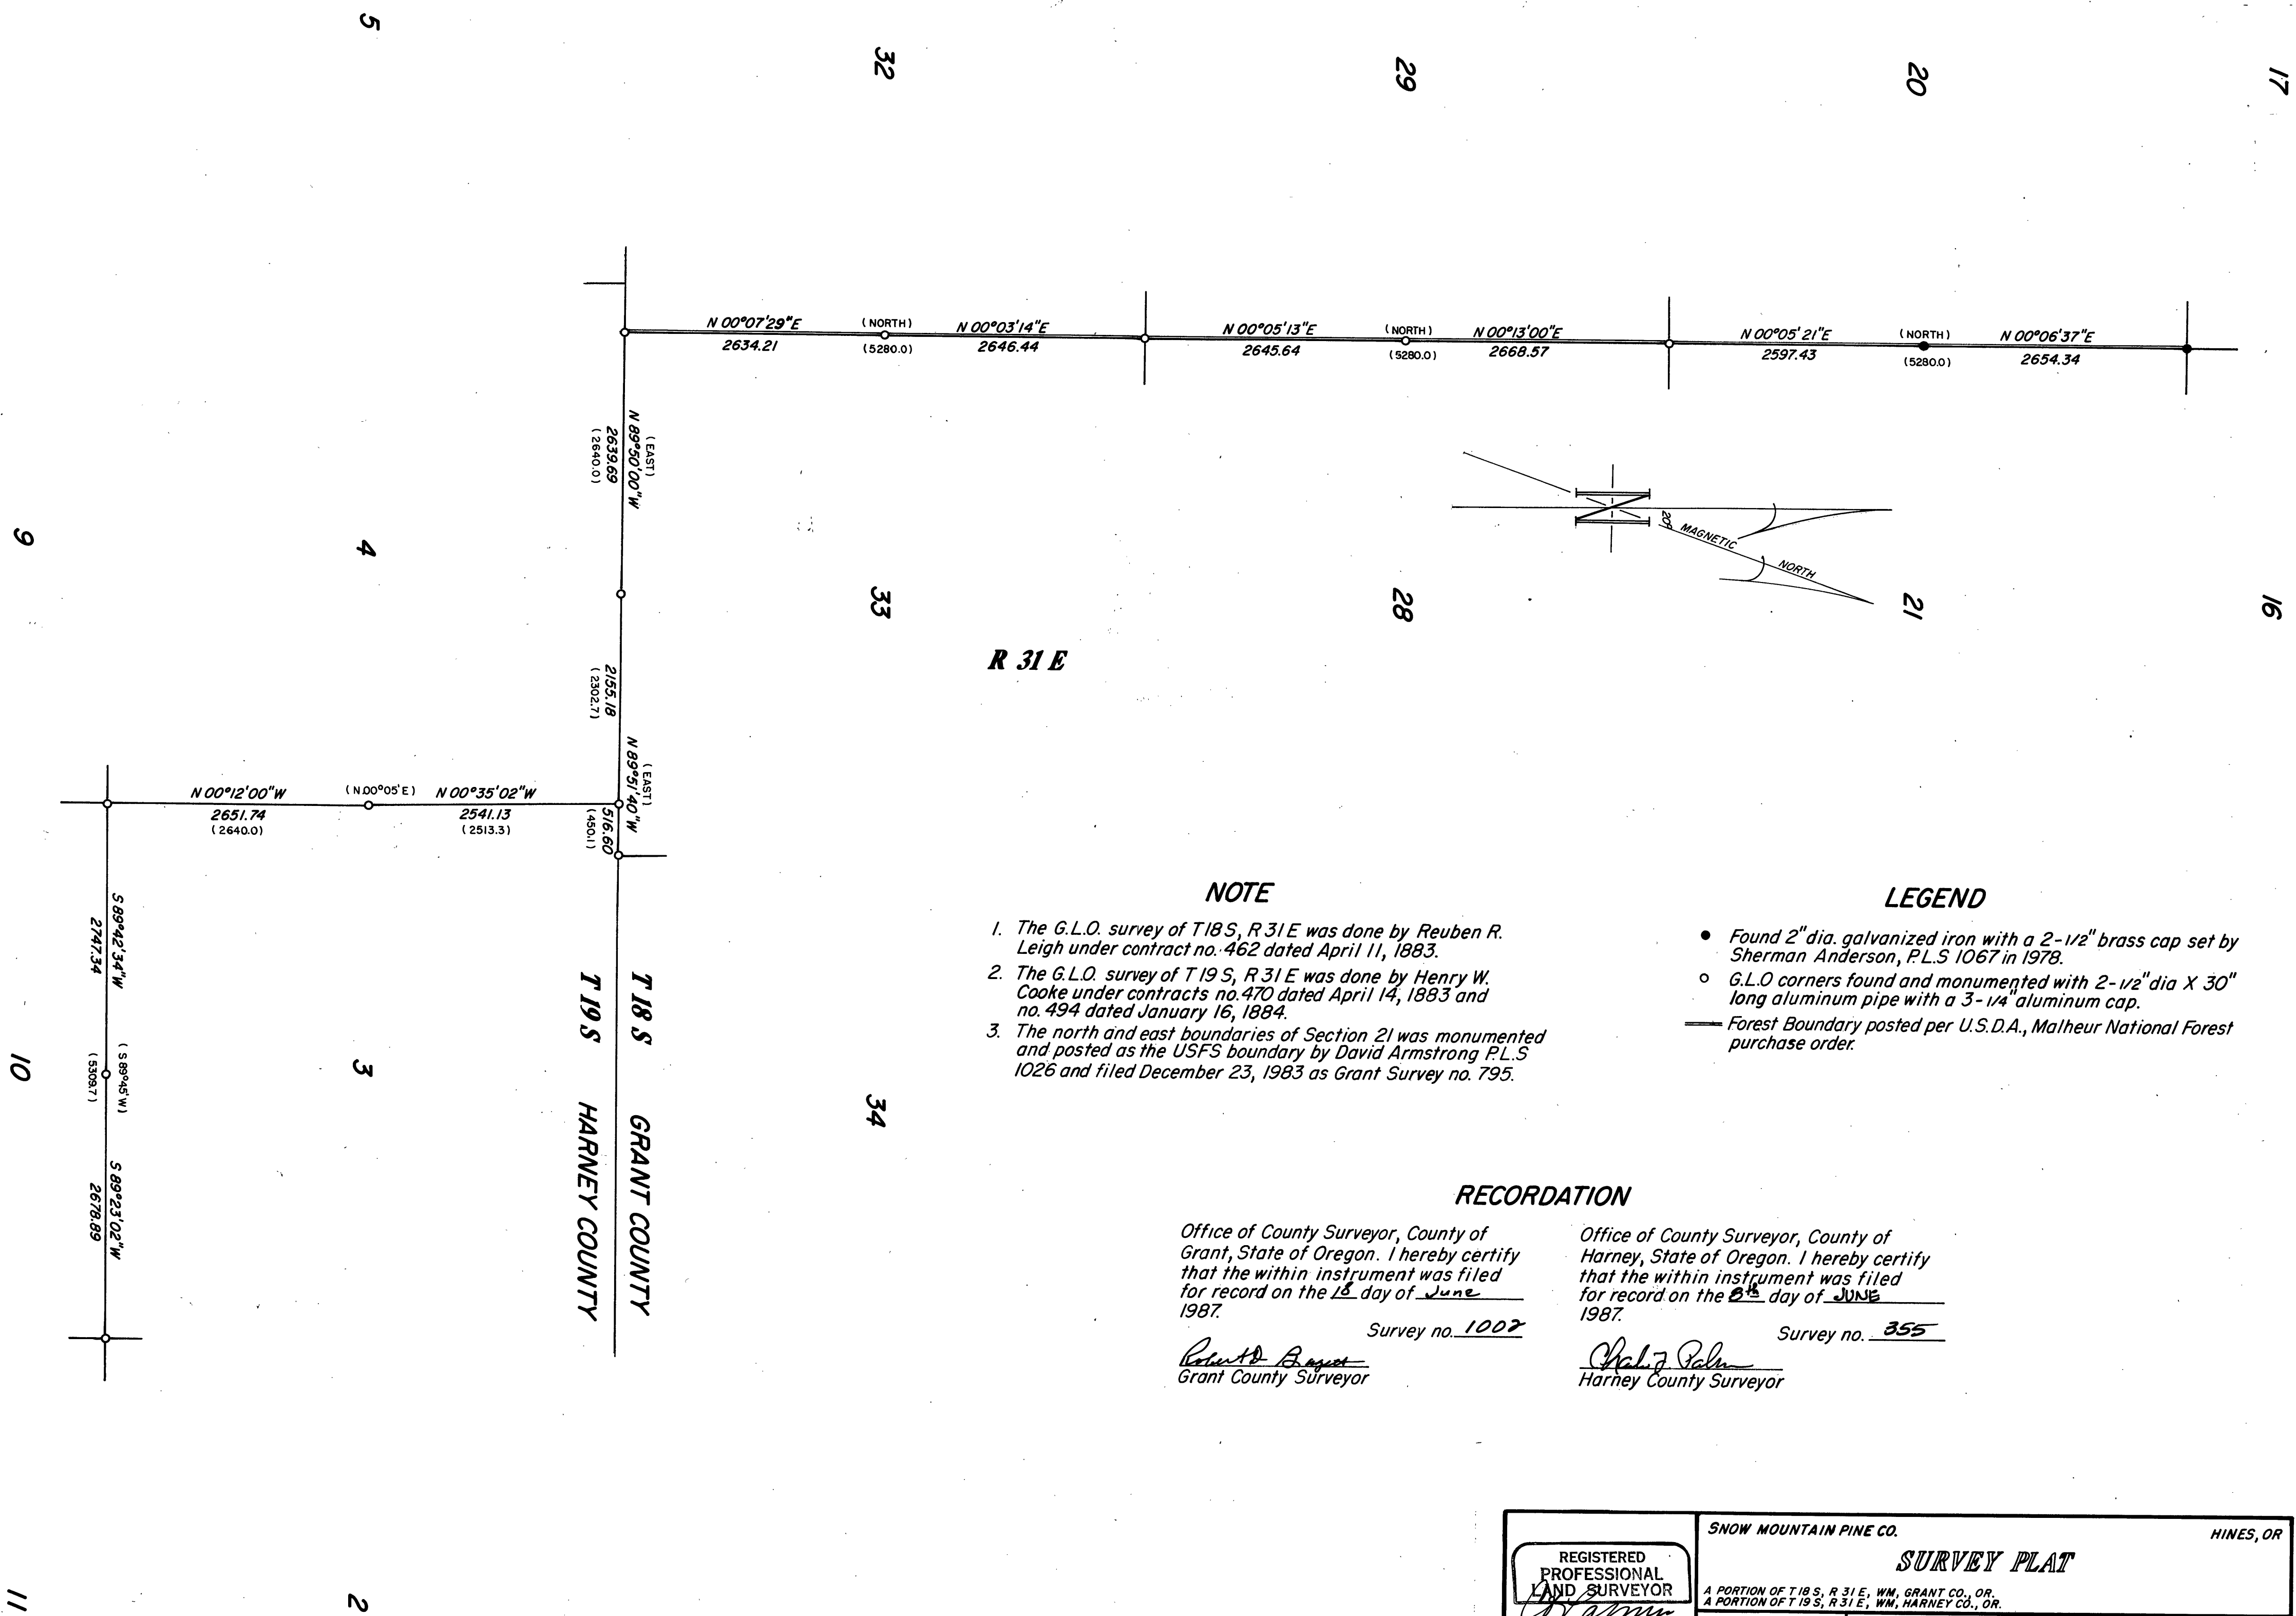 5
32
29
20
17
N 00°07'29"E
(NORTH)
N 00°03'14"E
2634.21
(5280.0)
2646.44
N 00°05'13"E
(NORTH)
N 00°13'00"E
2645.64
(5280.0)
2668.57
N 00°05'21"E
(NORTH)
N 00°06'37"E
2597.43
(5280.0)
2654.34
(EAST)
N 89°50'00"W
2639.69
(2640.0)
20°
MAGNETIC
NORTH
9
4
33
28
21
16
R 31 E
2155.18
(2302.7)
(EAST)
N 89°51'40"W
516.60
(450.1)
N 00°12'00"W
(N 00°05'E)
N 00°35'02"W
2651.74
(2640.0)
2541.13
(2513.3)
S 89°42'34"W
2747.34
(S 89°45'W)
(5309.7)
S 89°23'02"W
2678.89
10
3
34
T 18 S
GRANT COUNTY
T 19 S
HARNEY COUNTY
NOTE
1. The G.L.O. survey of T 18 S, R 31 E was done by Reuben R.
Leigh under contract no. 462 dated April 11, 1883.
2. The G.L.O. survey of T 19 S, R 31 E was done by Henry W.
Cooke under contracts no. 470 dated April 14, 1883 and
no. 494 dated January 16, 1884.
3. The north and east boundaries of Section 21 was monumented
and posted as the USFS boundary by David Armstrong P.L.S
1026 and filed December 23, 1983 as Grant Survey no. 795.
LEGEND
Found 2" dia. galvanized iron with a 2-1/2" brass cap set by
Sherman Anderson, P.L.S 1067 in 1978.
G.L.O corners found and monumented with 2-1/2" dia X 30"
long aluminum pipe with a 3-1/4" aluminum cap.
Forest Boundary posted per U.S.D.A., Malheur National Forest
purchase order.
RECORDATION
Office of County Surveyor, County of
Grant, State of Oregon. I hereby certify
that the within instrument was filed
for record on the 18 day of June
1987.
Survey no. 1002
Grant County Surveyor
Office of County Surveyor, County of
Harney, State of Oregon. I hereby certify
that the within instrument was filed
for record on the 8th day of JUNE
1987.
Survey no. 355
Harney County Surveyor
11
2
REGISTERED
PROFESSIONAL
LAND SURVEYOR
SNOW MOUNTAIN PINE CO.
HINES, OR
SURVEY PLAT
A PORTION OF T 18 S, R 31 E, WM, GRANT CO., OR.
A PORTION OF T 19 S, R 31 E, WM, HARNEY CO., OR.